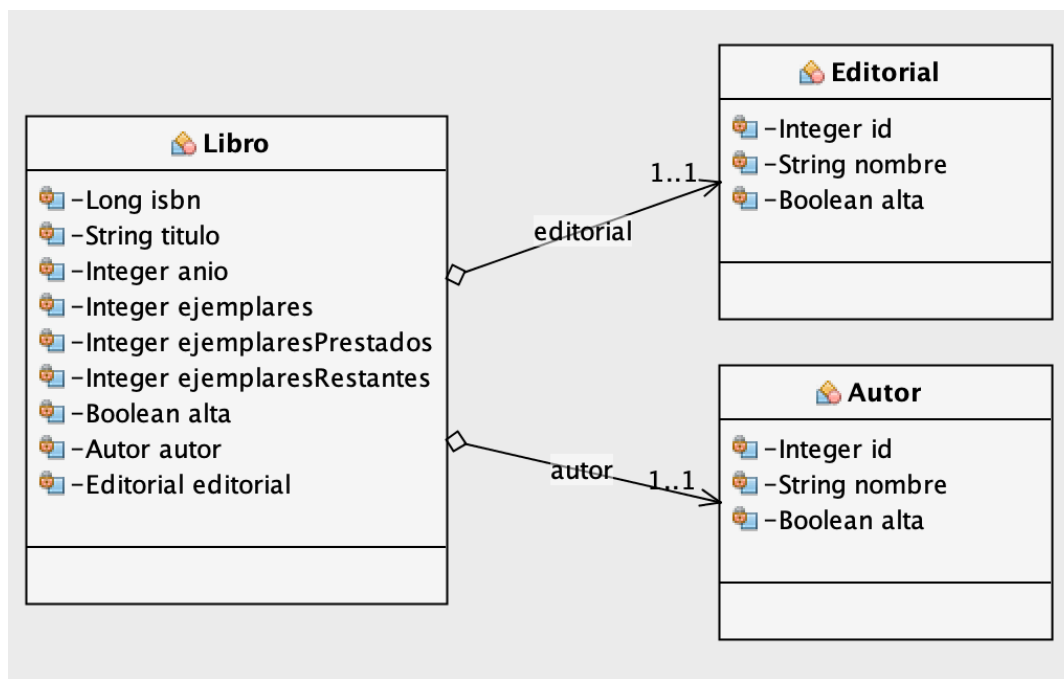 Libro
-Long isbn
-String titulo
-Integer anio
-Integer ejemplares
-Integer ejemplaresPrestados
-Integer ejemplaresRestantes
-Boolean alta
-Autor autor
-Editorial editorial
editorial
1..1
autor
1..1
Editorial
-Integer id
-String nombre
-Boolean alta
Autor
-Integer id
-String nombre
-Boolean alta